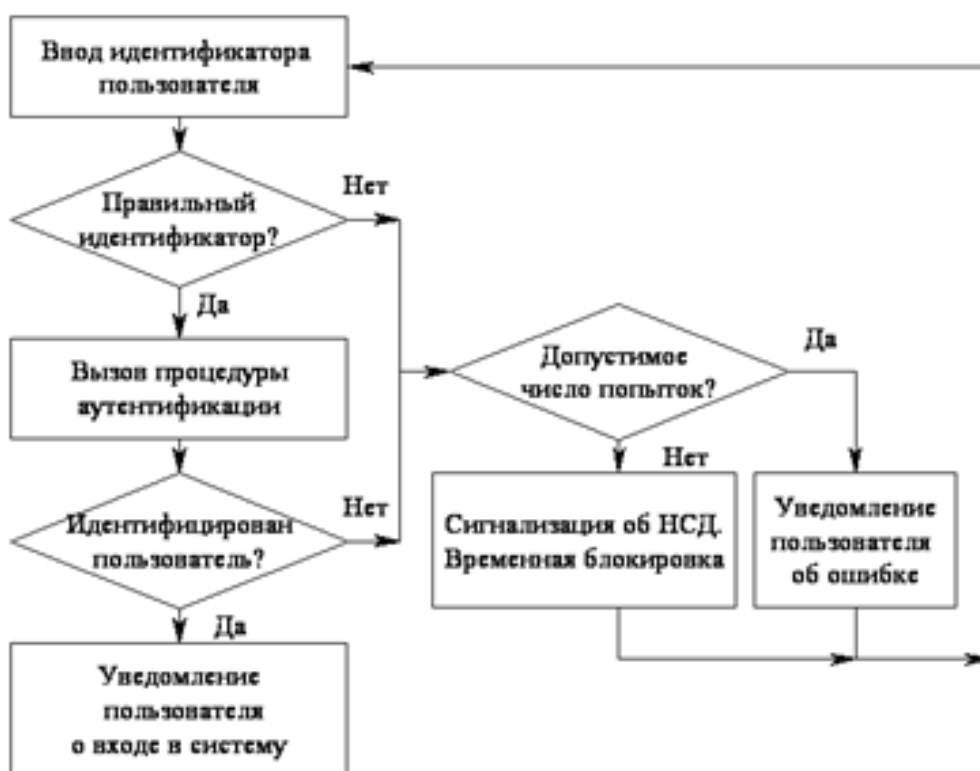 Ввод идентификатора
пользователя
Правильный
идентификатор?
Нет
Да
Вызов процедуры
аутентификации
Идентифицирован
пользователь?
Нет
Да
Уведомление
пользователя
о входе в систему
Допустимое
число попыток?
Да
Нет
Сигнализация об НСД.
Временная блокировка
Уведомление
пользователя
об ошибке